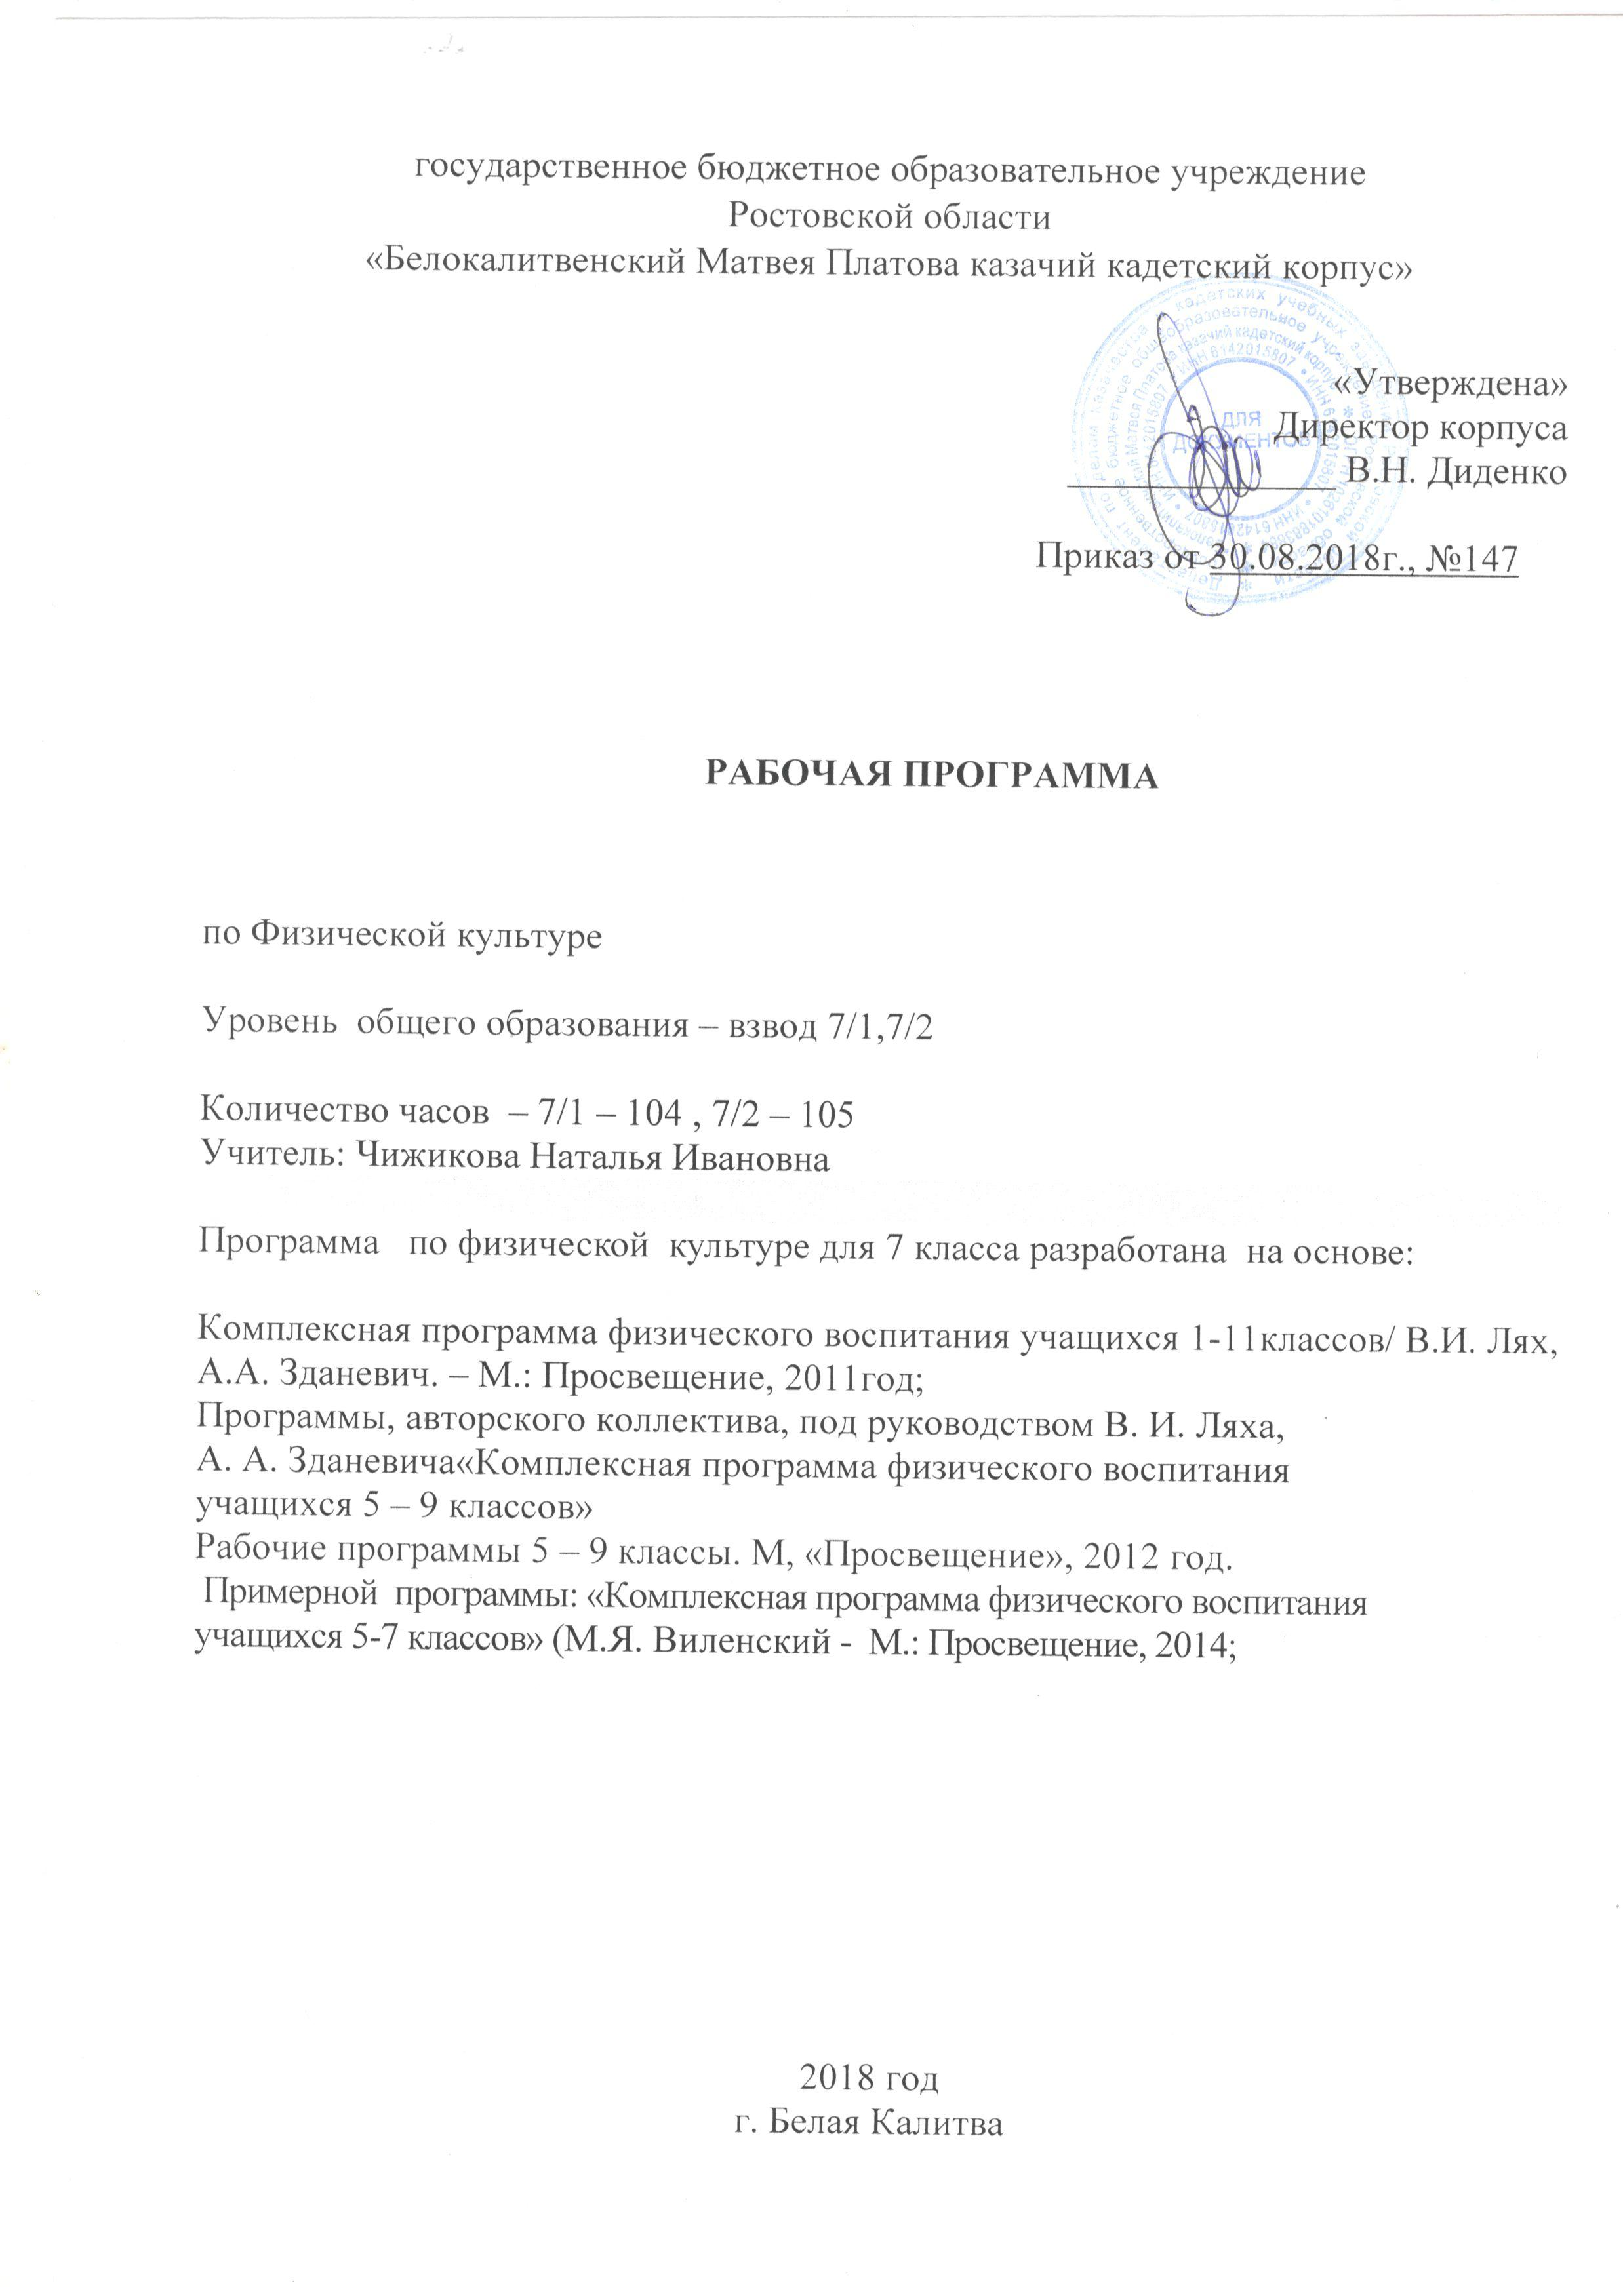 государственное бюджетное образовательное учреждение
Ростовской области
«Белокалитвенский Матвея Платова казачий кадетский корпус»
«Утверждена»
Директор корпуса
В.Н. Диденко
Приказ от 30.08.2018г., №147
ДЛЯ
ДОКУМЕНТОВ
РАБОЧАЯ ПРОГРАММА
по Физической культуре
Уровень общего образования – взвод 7/1,7/2
Количество часов – 7/1 – 104 , 7/2 – 105
Учитель: Чижикова Наталья Ивановна
Программа по физической культуре для 7 класса разработана на основе:
Комплексная программа физического воспитания учащихся 1-11классов/ В.И. Лях,
А.А. Зданевич. – М.: Просвещение, 2011год;
Программы, авторского коллектива, под руководством В. И. Ляха,
А. А. Зданевича«Комплексная программа физического воспитания
учащихся 5 – 9 классов»
Рабочие программы 5 – 9 классы. М, «Просвещение», 2012 год.
Примерной программы: «Комплексная программа физического воспитания
учащихся 5-7 классов» (М.Я. Виленский - М.: Просвещение, 2014;
2018 год
г. Белая Калитва